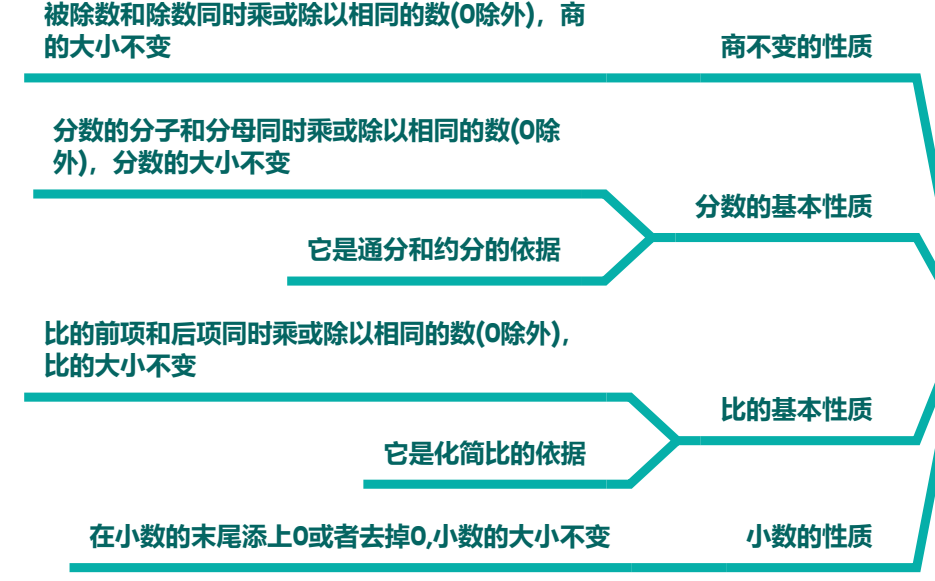 被除数和除数同时乘或除以相同的数(0除外)，商
的大小不变
商不变的性质
分数的分子和分母同时乘或除以相同的数(0除
外)，分数的大小不变
分数的基本性质
它是通分和约分的依据
比的前项和后项同时乘或除以相同的数(0除外)，
比的大小不变
比的基本性质
它是化简比的依据
在小数的末尾添上0或者去掉0,小数的大小不变
小数的性质